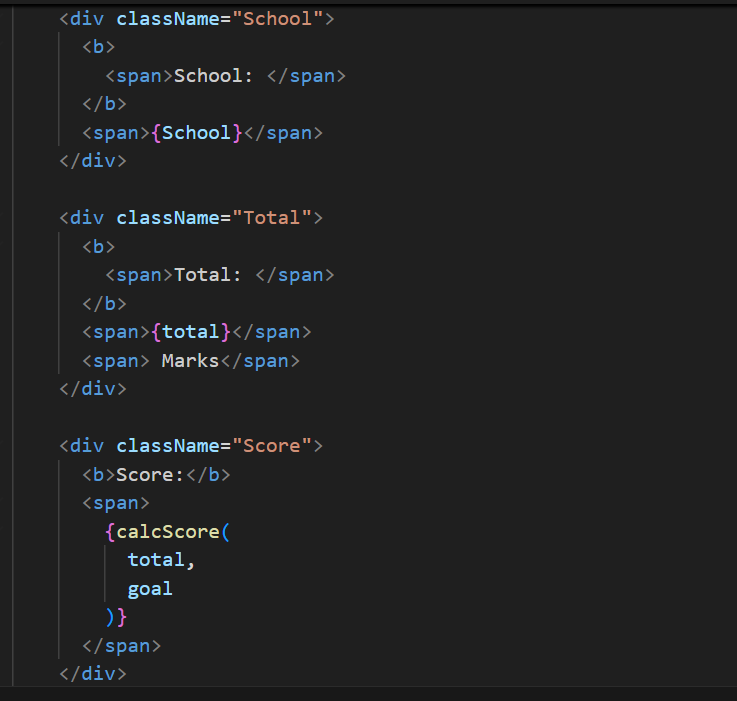 <div className="School">
  <b>
    <span>School: </span>
  </b>
  <span>{School}</span>
</div>

<div className="Total">
  <b>
    <span>Total: </span>
  </b>
  <span>{total}</span>
  <span> Marks</span>
</div>

<div className="Score">
  <b>Score:</b>
  <span>
    {calcScore(
      total,
      goal
    )}
  </span>
</div>